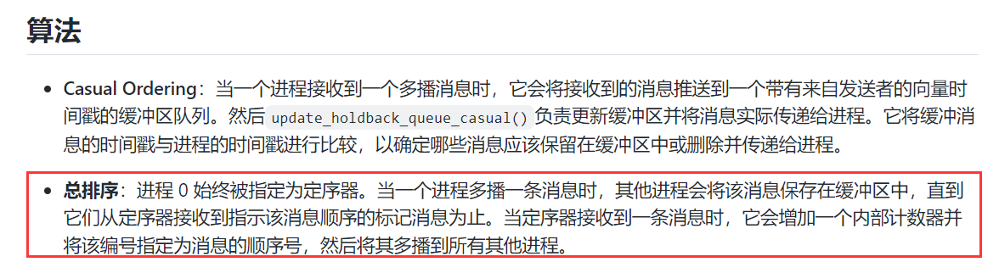 算法
• Casual Ordering：当一个进程接收到一个多播消息时，它会将接收到的消息推送到一个带有来自发送者的向量时
间戳的缓冲区队列。然后 update_holdback_queue_casual() 负责更新缓冲区并将消息实际传递给进程。它将缓冲消
息的时间戳与进程的时间戳进行比较，以确定哪些消息应该保留在缓冲区中或删除并传递给进程。
• 总排序：进程 0 始终被指定为定序器。当一个进程多播一条消息时，其他进程会将该消息保存在缓冲区中，直到
它们从定序器接收到指示该消息顺序的标记消息为止。当定序器接收到一条消息时，它会增加一个内部计数器并
将该编号指定为消息的顺序号，然后将其多播到所有其他进程。